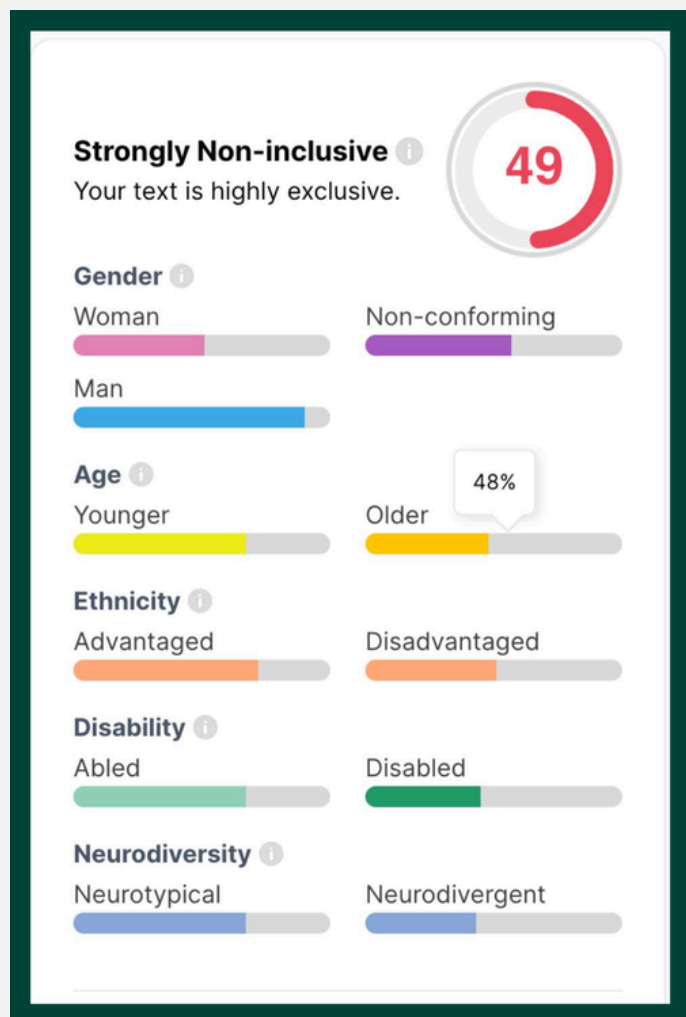 Strongly Non-inclusive
49
Your text is highly exclusive.
Gender
Woman
Non-conforming
Man
Age
48%
Younger
Older
Ethnicity
Advantaged
Disadvantaged
Disability
Abled
Disabled
Neurodiversity
Neurotypical
Neurodivergent